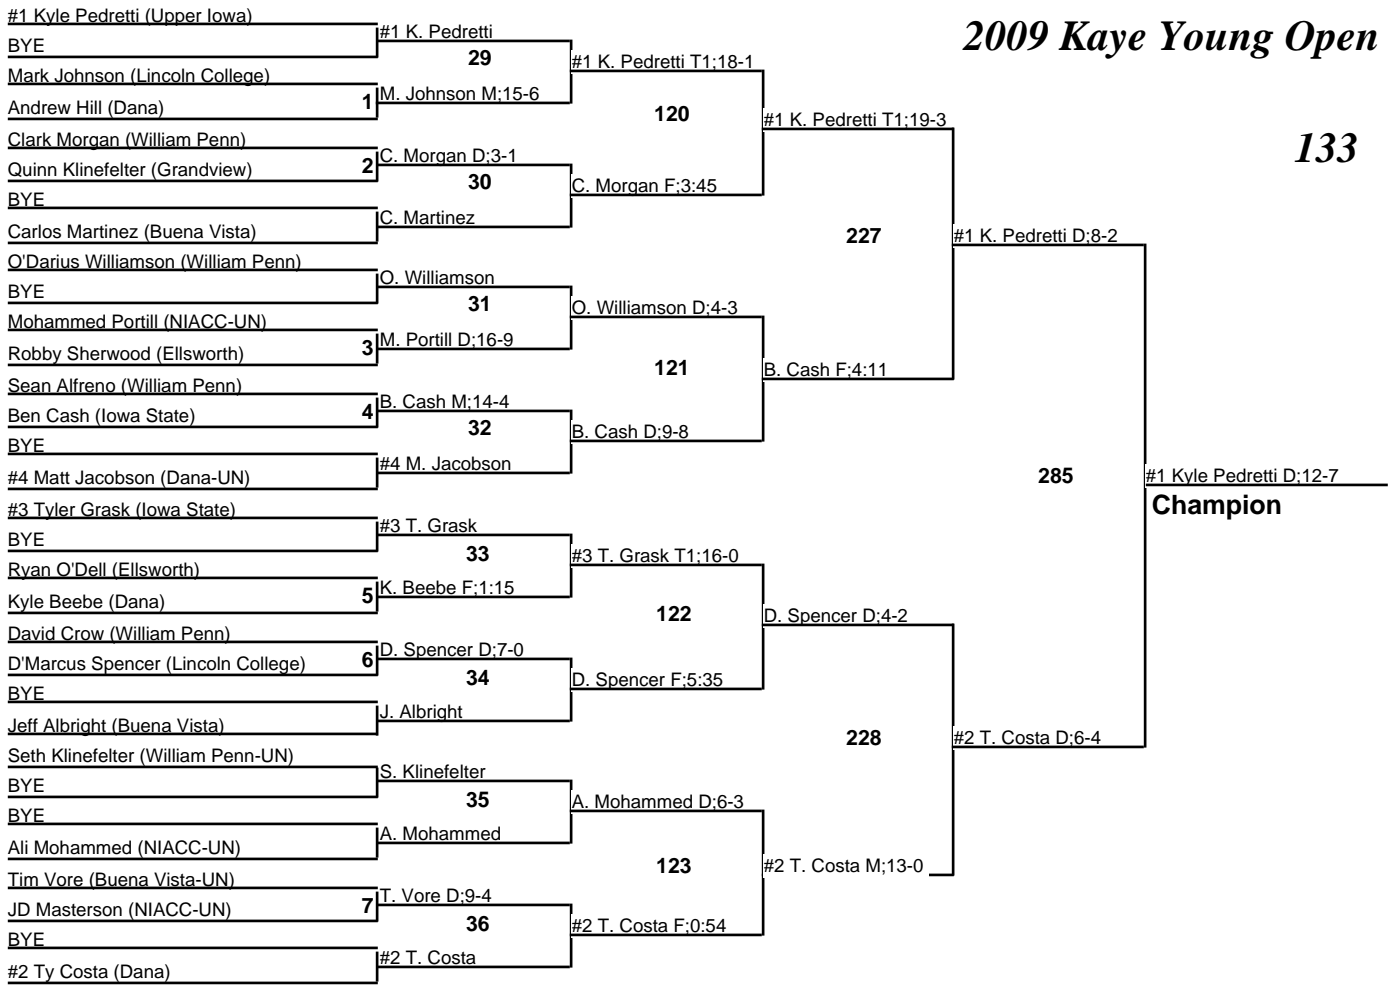 2009 Kaye Young Open
133
#1 Kyle Pedretti (Upper Iowa)
BYE
Mark Johnson (Lincoln College)
Andrew Hill (Dana)
Clark Morgan (William Penn)
Quinn Klinefelter (Grandview)
BYE
Carlos Martinez (Buena Vista)
O'Darius Williamson (William Penn)
BYE
Mohammed Portill (NIACC-UN)
Robby Sherwood (Ellsworth)
Sean Alfreno (William Penn)
Ben Cash (Iowa State)
BYE
#4 Matt Jacobson (Dana-UN)
#3 Tyler Grask (Iowa State)
BYE
Ryan O'Dell (Ellsworth)
Kyle Beebe (Dana)
David Crow (William Penn)
D'Marcus Spencer (Lincoln College)
BYE
Jeff Albright (Buena Vista)
Seth Klinefelter (William Penn-UN)
BYE
BYE
Ali Mohammed (NIACC-UN)
Tim Vore (Buena Vista-UN)
JD Masterson (NIACC-UN)
BYE
#2 Ty Costa (Dana)
1
2
3
4
5
6
7
#1 K. Pedretti
29
M. Johnson M;15-6
C. Morgan D;3-1
30
C. Martinez
O. Williamson
31
M. Portill D;16-9
B. Cash M;14-4
32
#4 M. Jacobson
#3 T. Grask
33
K. Beebe F;1:15
D. Spencer D;7-0
34
J. Albright
S. Klinefelter
35
A. Mohammed
T. Vore D;9-4
36
#2 T. Costa
#1 K. Pedretti T1;18-1
120
C. Morgan F;3:45
O. Williamson D;4-3
121
B. Cash D;9-8
#3 T. Grask T1;16-0
122
D. Spencer F;5:35
A. Mohammed D;6-3
123
#2 T. Costa F;0:54
#1 K. Pedretti T1;19-3
227
B. Cash F;4:11
D. Spencer D;4-2
228
#2 T. Costa M;13-0
#1 K. Pedretti D;8-2
285
#2 T. Costa D;6-4
#1 Kyle Pedretti D;12-7
Champion